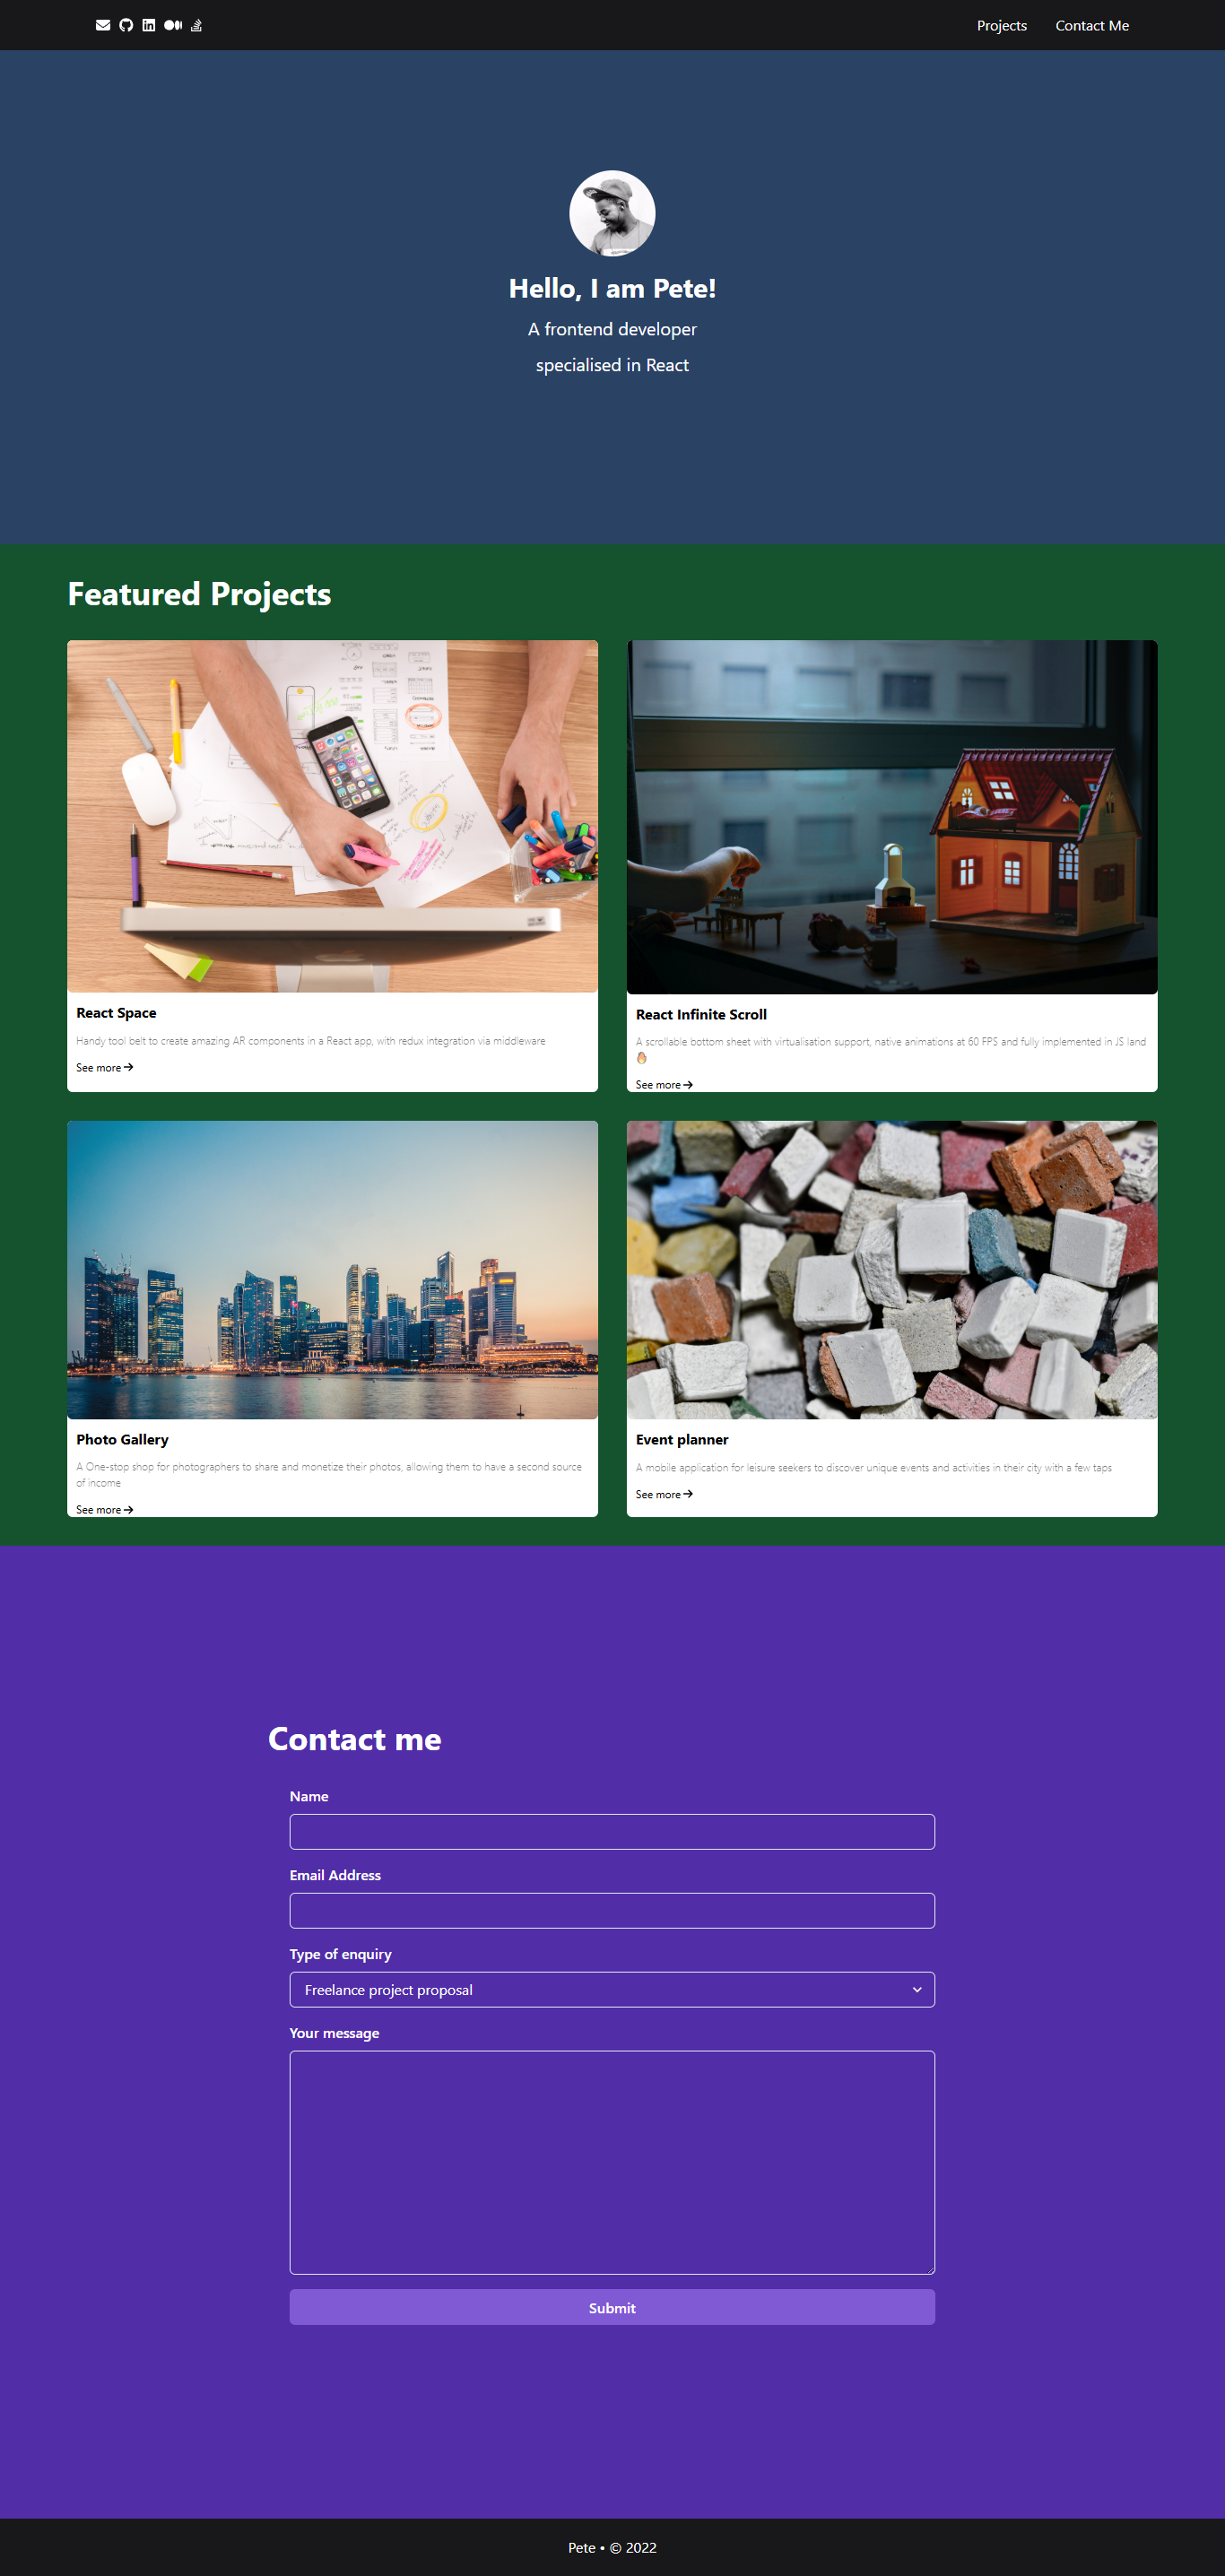 Projects
Contact Me
Hello, I am Pete!
A frontend developer
specialised in React
Featured Projects
React Space
Handy tool belt to create amazing AR components in a React app, with redux integration via middleware
See more
React Infinite Scroll
A scrollable bottom sheet with virtualisation support, native animations at 60 FPS and fully implemented in JS land
🔥
See more
Photo Gallery
A One-stop shop for photographers to share and monetize their photos, allowing them to have a second source
of income
See more
Event planner
A mobile application for leisure seekers to discover unique events and activities in their city with a few taps
See more
Contact me
Name
Email Address
Type of enquiry
Freelance project proposal
Your message
Submit
Pete • © 2022